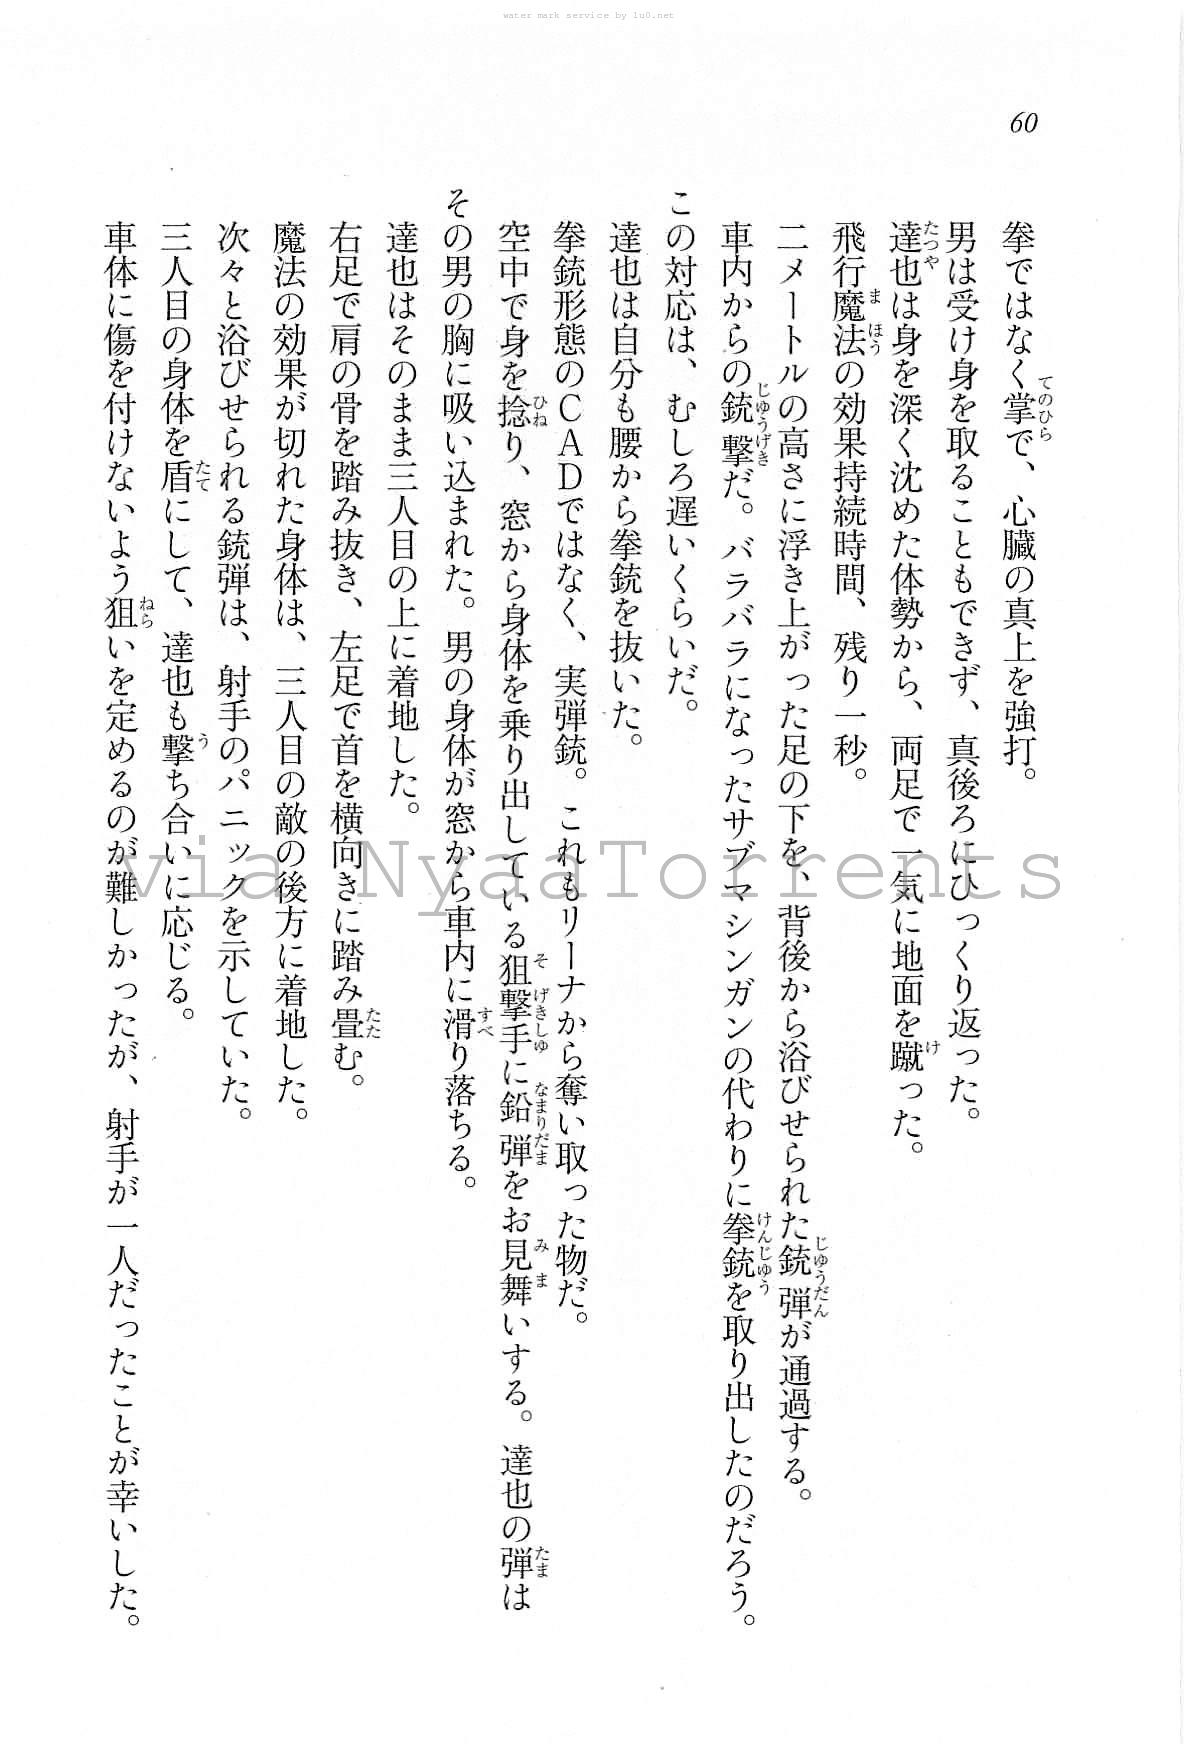 water mark service by lu0.net
60
拳ではなく掌で、心臓の真上を強打。
男は受け身を取ることもできず、真後ろにひっくり返った。
達也は身を深く沈めた体勢から、両足で一気に地面を蹴った。
飛行魔法の効果持続時間、残り一秒。
二メートルの高さに浮き上がった足の下を、背後から浴びせられた銃弾が通過する。
車内からの銃撃だ。バラバラになったサブマシンガンの代わりに拳銃を取り出したのだろう。
この対応は、むしろ遅いくらいだ。
達也は自分も腰から拳銃を抜いた。
拳銃形態のＣＡＤではなく、実弾銃。これもリーナから奪い取った物だ。
空中で身を捻り、窓から身体を乗り出している狙撃手に鉛弾をお見舞いする。達也の弾は
その男の胸に吸い込まれた。男の身体が窓から車内に滑り落ちる。
達也はそのまま三人目の上に着地した。
右足で肩の骨を踏み抜き、左足で首を横向きに踏み畳む。
魔法の効果が切れた身体は、三人目の敵の後方に着地した。
次々と浴びせられる銃弾は、射手のパニックを示していた。
三人目の身体を盾にして、達也も撃ち合いに応じる。
車体に傷を付けないよう狙いを定めるのが難しかったが、射手が一人だったことが幸いした。
via NyaaTorrents